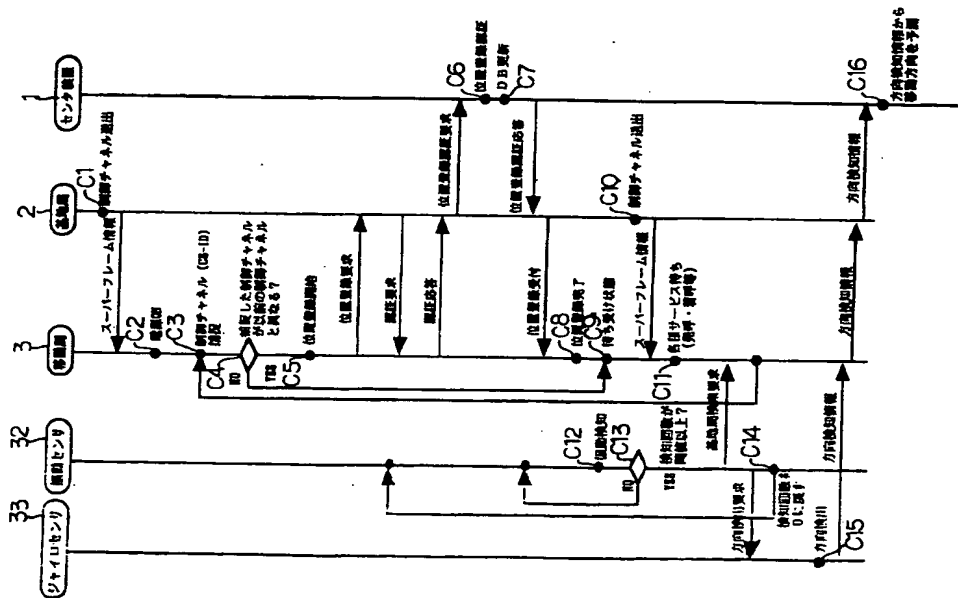 1
センタ装置
2
基地局
3
移動局
32
振動センサ
33
ジャイロセンサ
C1
制御チャネル送出
スーパーフレーム情報
C2
電源ON
C3
制御チャネル (CS-ID)
捕捉
C4
捕捉した制御チャネル
が以前の制御チャネル
と異なる?
NO
YES
C5
位置登録開始
位置登録要求
認証要求
認証応答
位置登録認証要求
C6
位置登録認証
DB更新
C7
位置登録認証応答
位置登録受付
C8
位置登録完了
C9
待ち受け状態
C10
制御チャネル送出
スーパーフレーム情報
C11
各種サービス待ち
(発呼・着呼等)
C12
振動検知
C13
NO
YES
検知回数が
閾値以上?
基地局検索要求
C14
検知回数を
0に戻す
方向検出要求
方向検出
C15
方向検知情報
方向検知情報
方向検知情報
C16
方向検知情報から
移動方向を予測